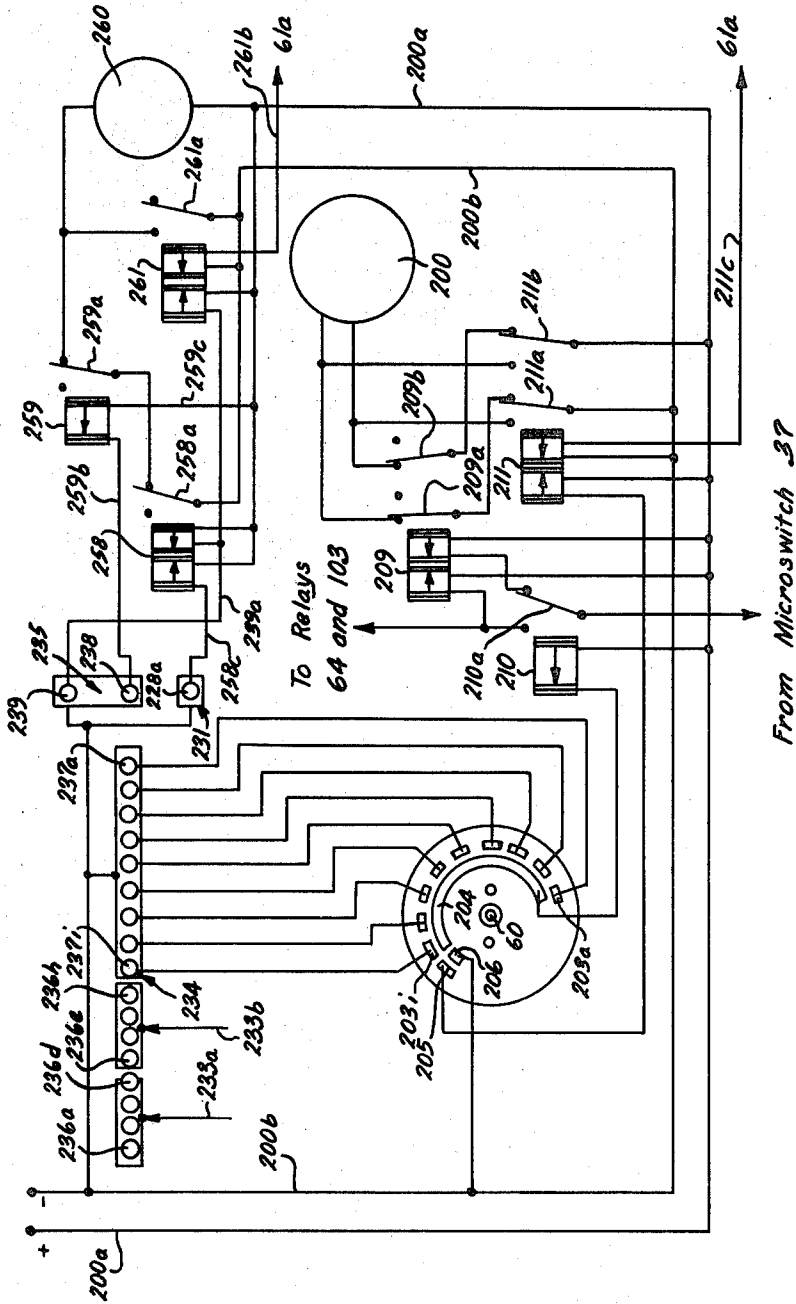 200a
+
-
200b
236a
233a
236d
236e
236h
233b
237i
234
237a
239
235
238
228a
231
258c
239a
258
258a
259b
259
259c
259a
261
261a
260
261b
61a
200a
200b
200
211b
211a
209b
209a
211
211c
61a
209
To Relays
64 and 103
210a
210
204
60
206
203i
205
203a
From Microswitch 37